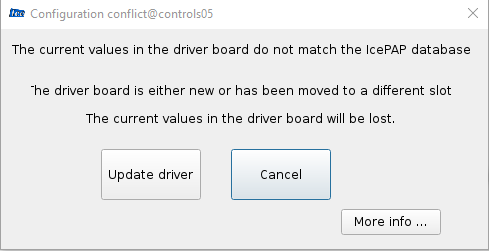 Configuration conflict@controls05
The current values in the driver board do not match the IcePAP database
The driver board is either new or has been moved to a different slot
The current values in the driver board will be lost.
Update driver
Cancel
More info ...